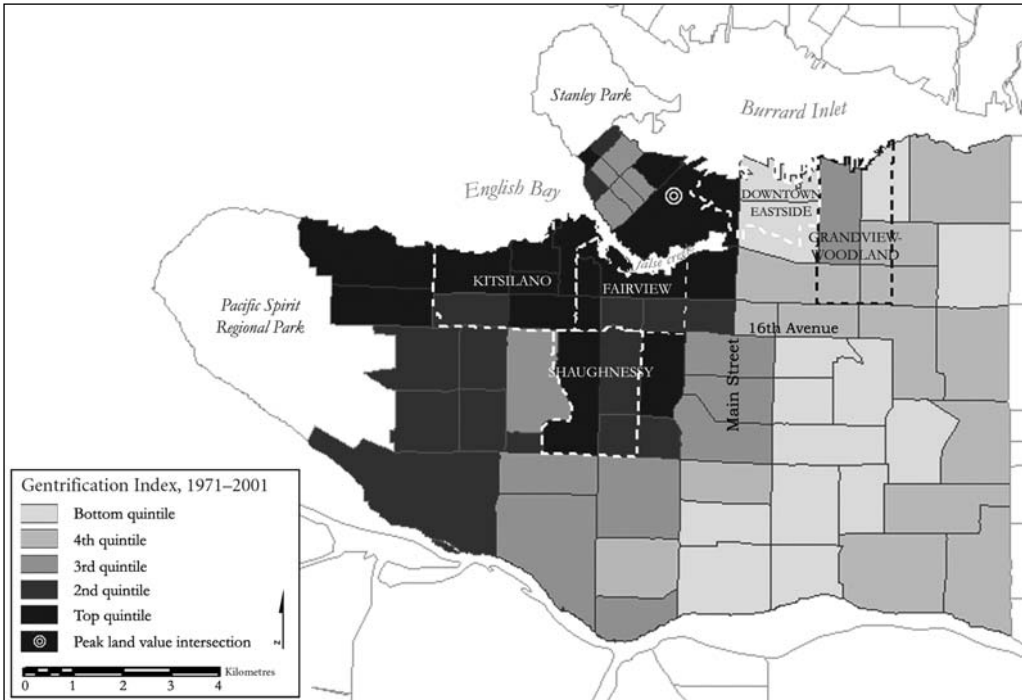 Stanley Park
Burrard Inlet
English Bay
DOWNTOWN
EASTSIDE
GRANDVIEW-
WOODLAND
False creek
KITSILANO
FAIRVIEW
Pacific Spirit
Regional Park
16th Avenue
Main Street
SHAUGHNESSY
Gentrification Index, 1971–2001
Bottom quintile
4th quintile
3rd quintile
2nd quintile
Top quintile
Peak land value intersection
N
Kilometres
0 1 2 3 4